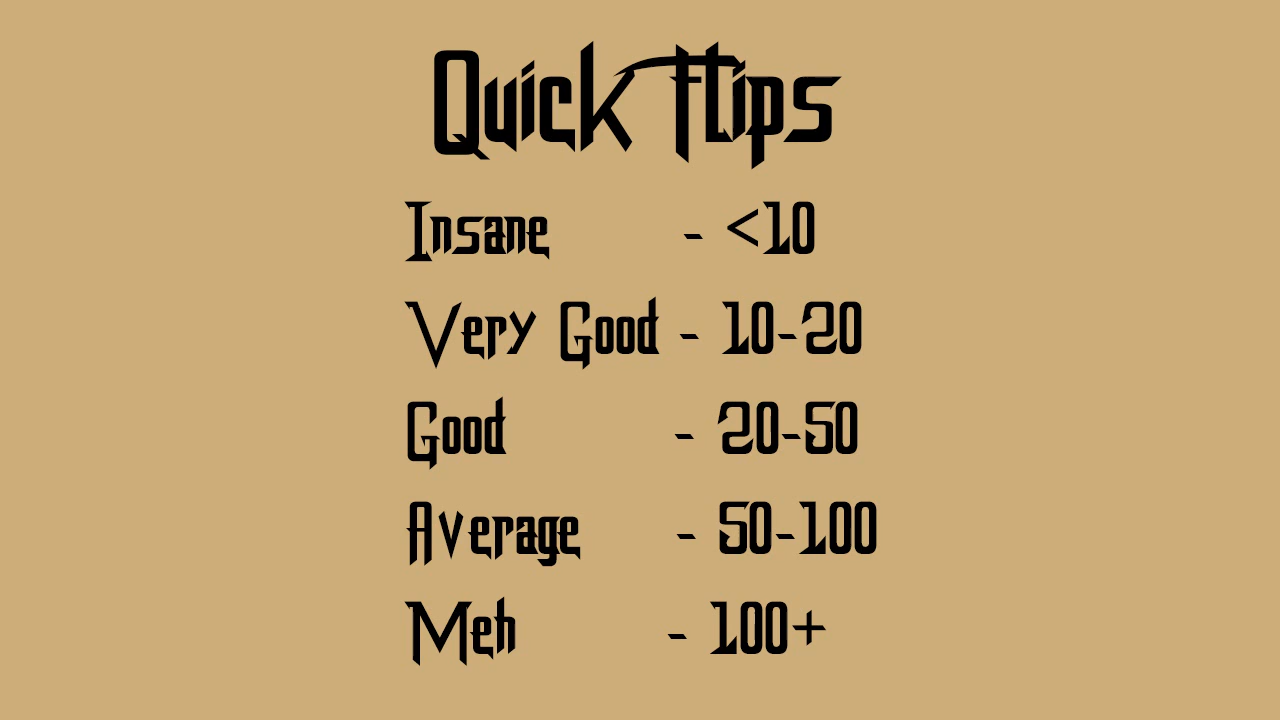 Quick Flips
Insane - <10
Very Good - 10-20
Good - 20-50
Average - 50-100
Meh - 100+